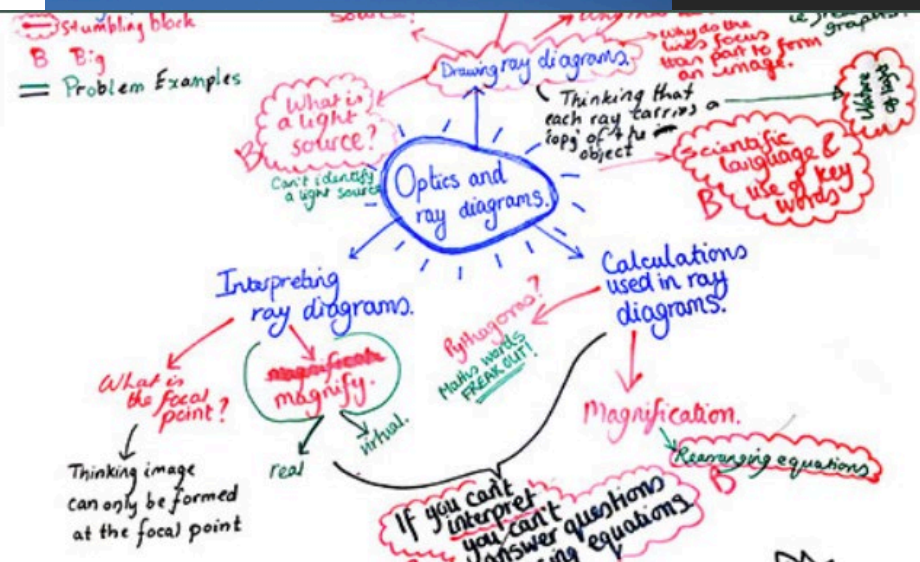 Stumbling block
B Big
Problem Examples
source?
Drawing ray diagrams.
why do the
lines focus
to form
an image.
What is
a light
source?
B
Can't identify
a light source
Thinking that
each ray carries a
'copy' of the
object
Nature
of light
Scientific
language &
use of key
words
B
Optics and
ray diagrams.
Interpreting
ray diagrams.
Calculations
used in ray
diagrams.
Pythagoras?
Maths words
FREAK OUT!
What is
the focal
point?
magnify.
real
virtual.
Magnification.
Rearranging equations
B
Thinking image
can only be formed
at the focal point
If you can't
interpret
you can't
answer questions
using equations